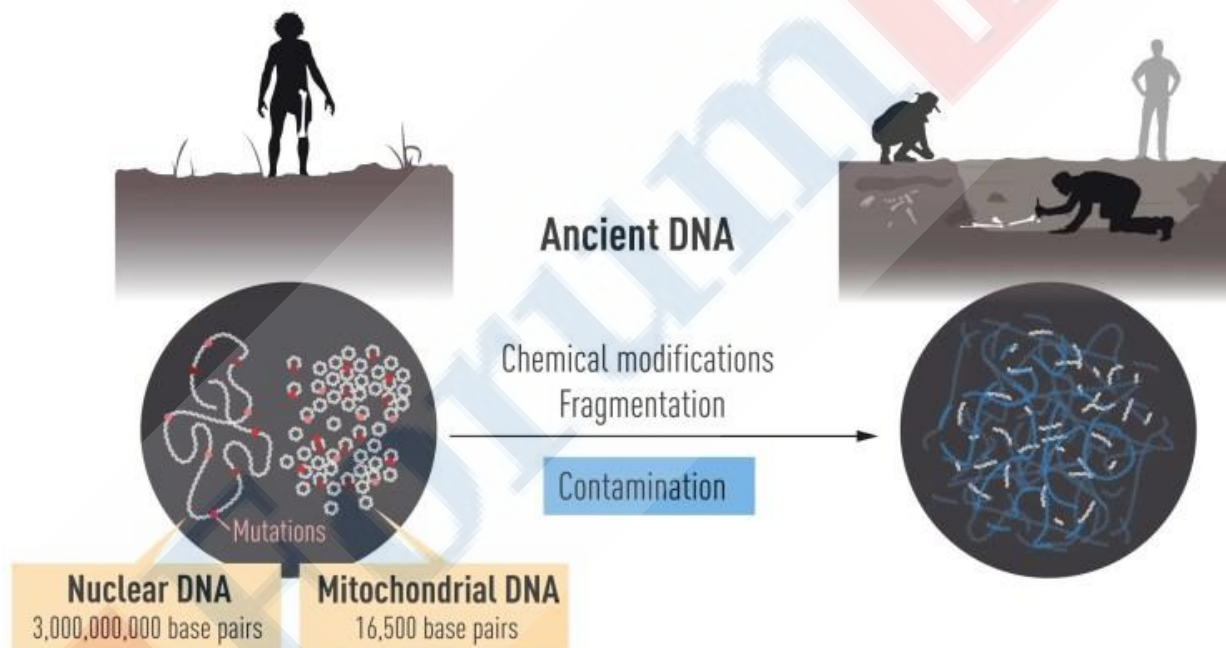 Ancient DNA
Chemical modifications
Fragmentation
Contamination
Mutations
Nuclear DNA
3,000,000,000 base pairs
Mitochondrial DNA
16,500 base pairs
Forum